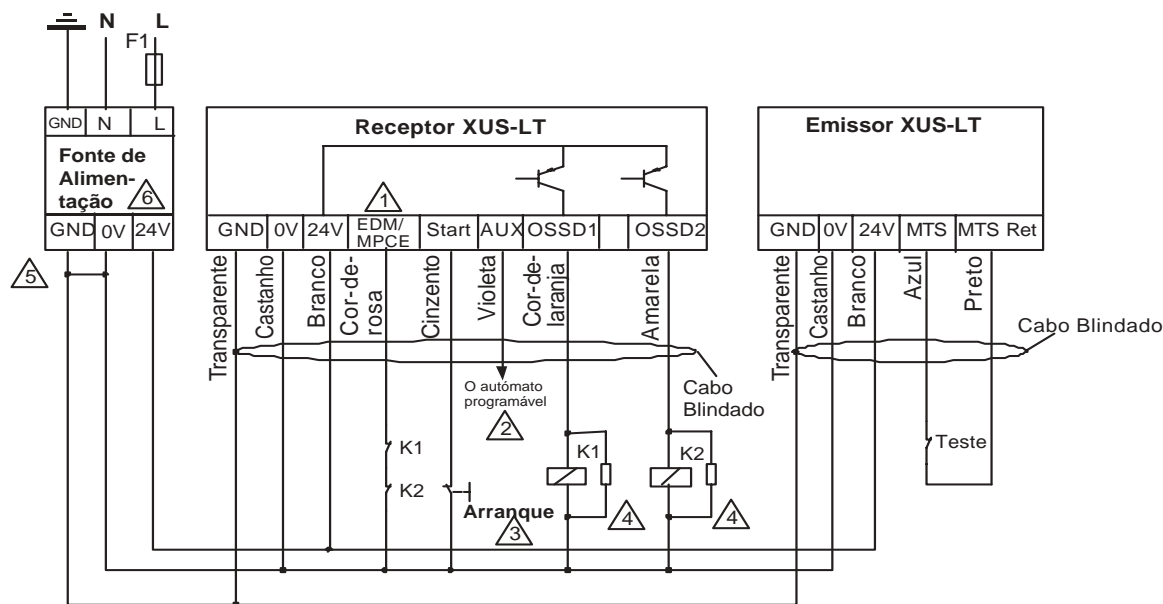 N L
F1
GND N L
Fonte de
Alimen-
tação 6
GND 0V 24V
5
Receptor XUS-LT
1
GND 0V 24V EDM/
MPCE Start AUX OSSD1 OSSD2
Transparente
Castanho
Branco
Cor-de-
rosa
Cinzento
Violeta
Cor-de-
laranja
Amarela
O autómato
programável
2
Cabo
Blindado
K1
K2
Arranque
3
K1
4
K2
4
Emissor XUS-LT
GND 0V 24V MTS MTS Ret
Transparente
Castanho
Branco
Azul
Preto
Cabo Blindado
Teste